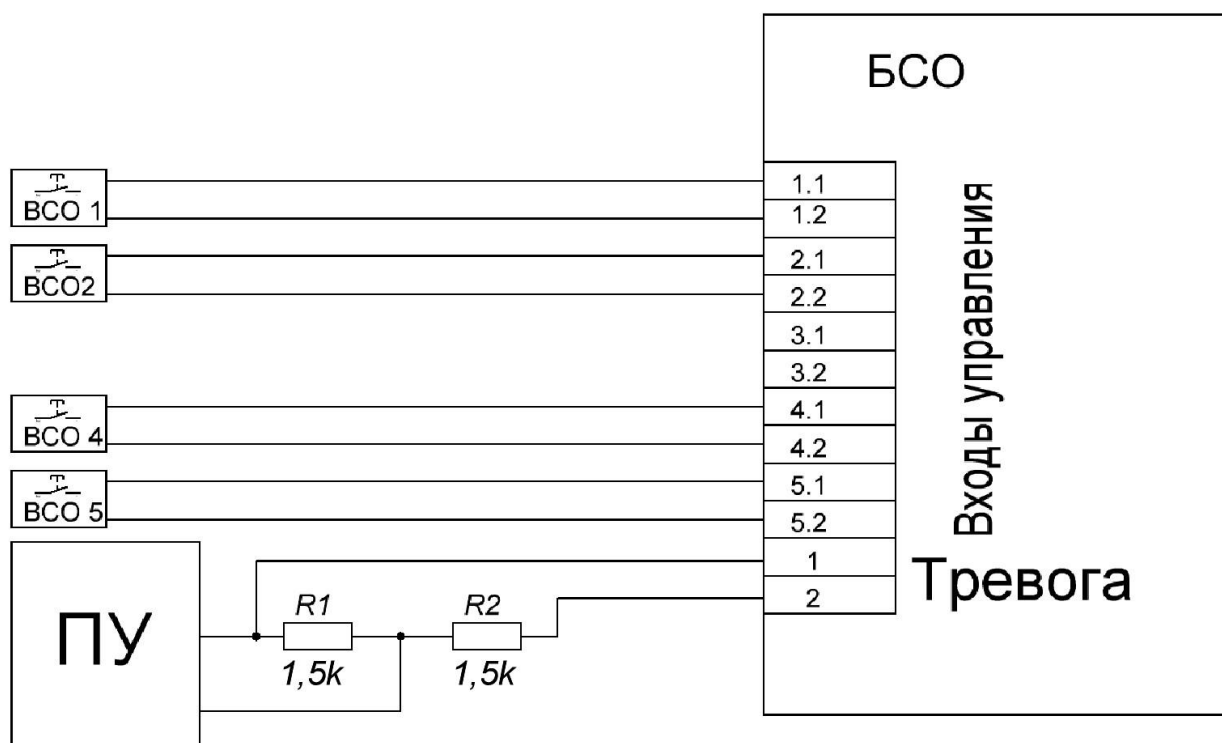 БСО
ВСО 1
ВСО2
ВСО 4
ВСО 5
1.1
1.2
2.1
2.2
3.1
3.2
4.1
4.2
5.1
5.2
1
2
Входы управления
Тревога
ПУ
R1
1,5k
R2
1,5k